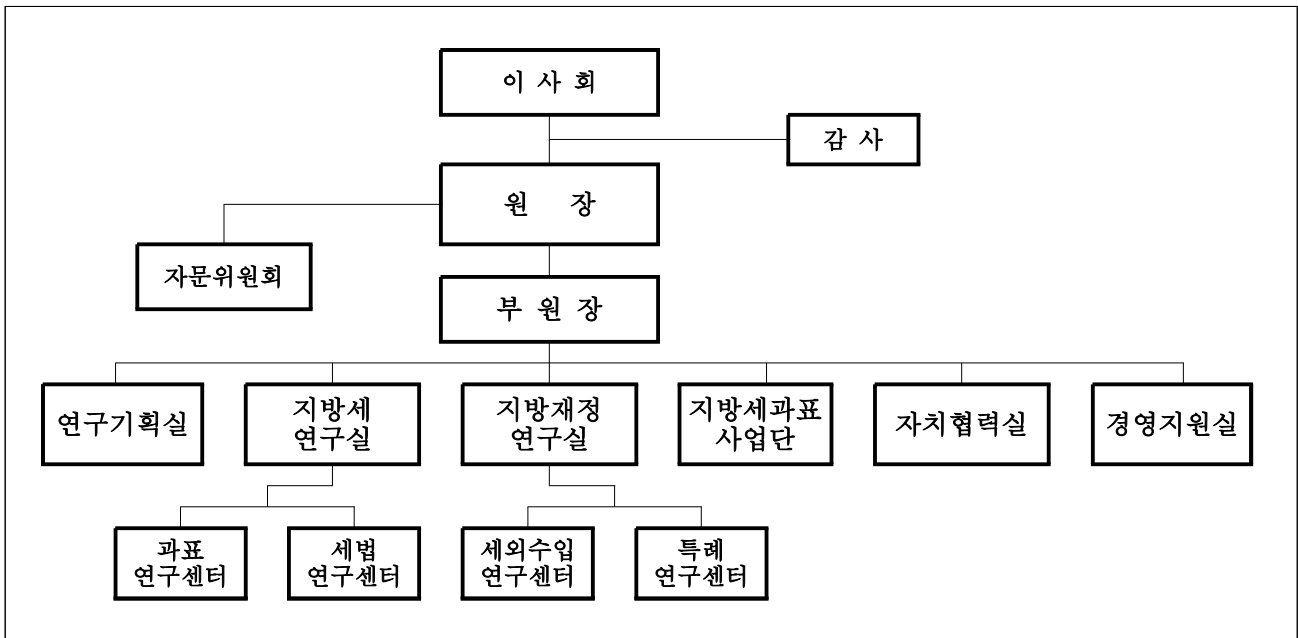 이 사 회
감 사
원 장
자문위원회
부 원 장
연구기획실
지방세
연구실
지방재정
연구실
지방세과표
사업단
자치협력실
경영지원실
과표
연구센터
세법
연구센터
세외수입
연구센터
특례
연구센터